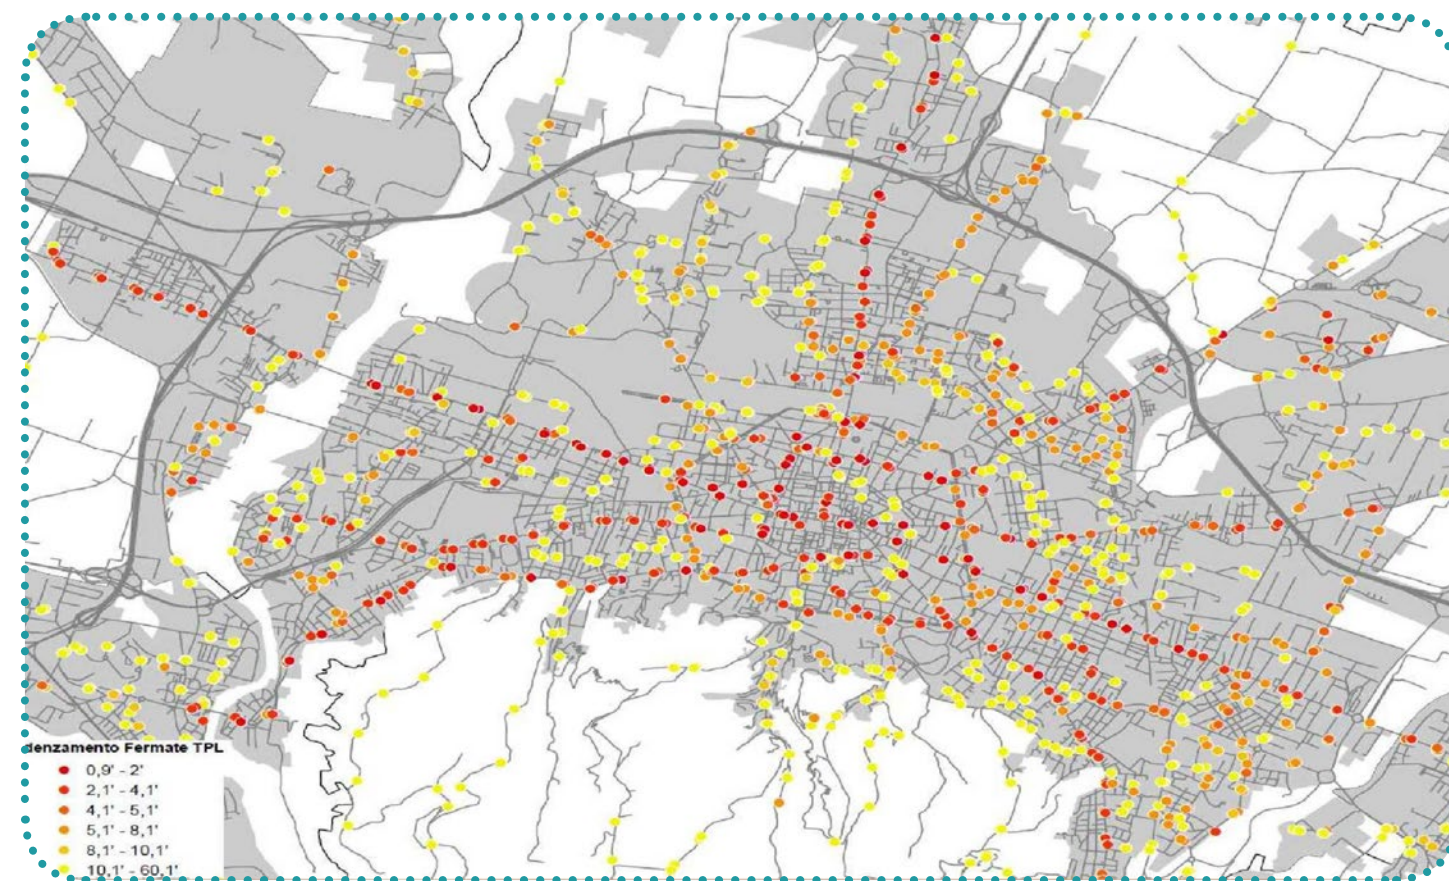 denzamento Fermate TPL
0,9' - 2'
2,1' - 4,1'
4,1' - 5,1'
5,1' - 8,1'
8,1' - 10,1'
10,1' - 60,1'